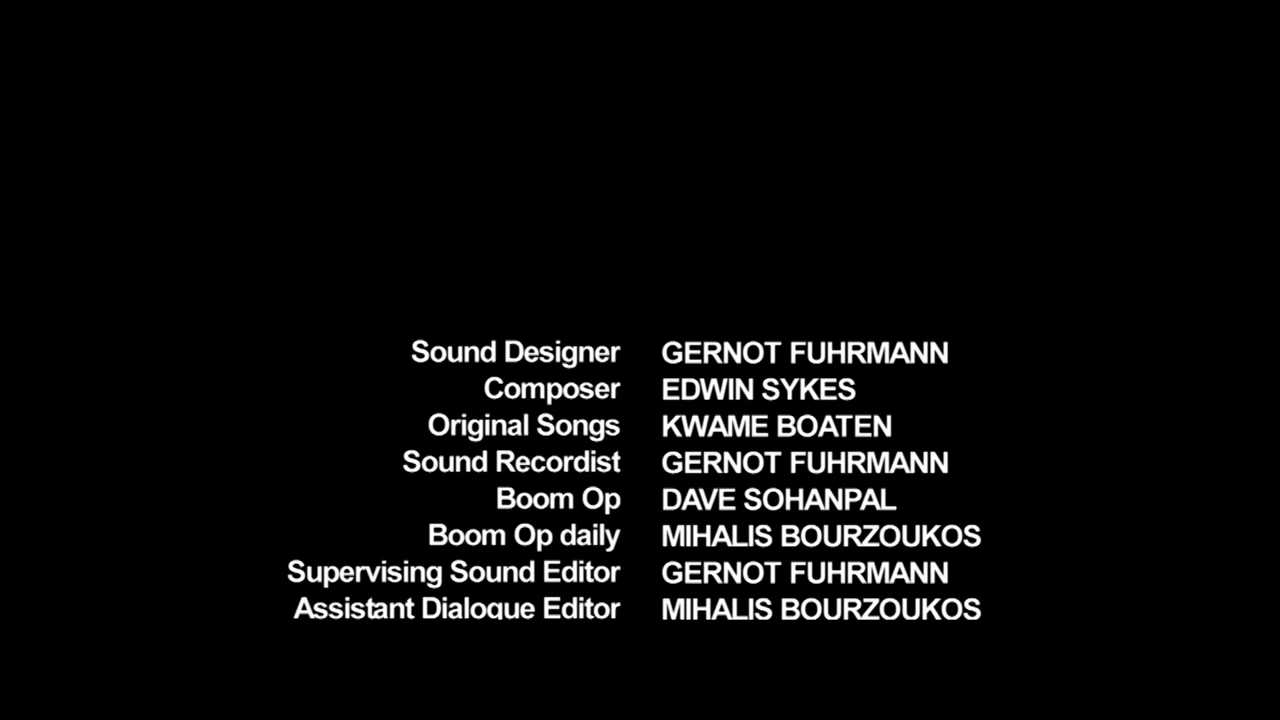 Sound Designer GERNOT FUHRMANN
Composer EDWIN SYKES
Original Songs KWAME BOATEN
Sound Recordist GERNOT FUHRMANN
Boom Op DAVE SOHANPAL
Boom Op daily MIHALIS BOURZOUKOS
Supervising Sound Editor GERNOT FUHRMANN
Assistant Dialogue Editor MIHALIS BOURZOUKOS